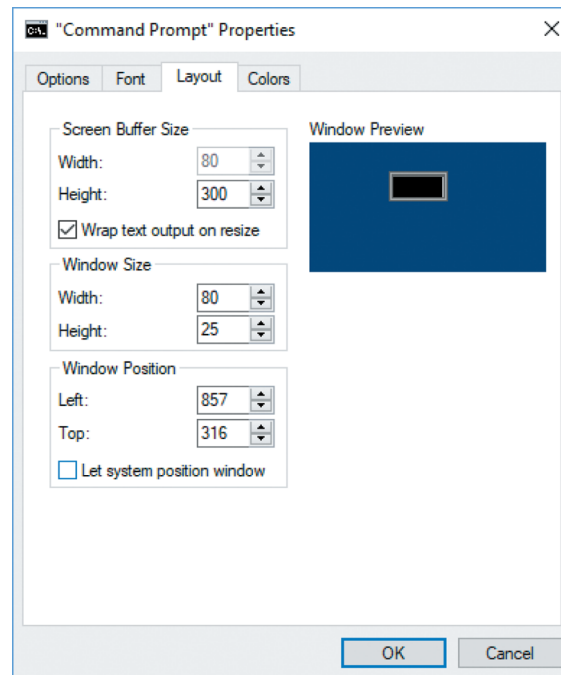 "Command Prompt" Properties
Options Font Layout Colors
Screen Buffer Size
Width: 80
Height: 300
Wrap text output on resize
Window Size
Width: 80
Height: 25
Window Position
Left: 857
Top: 316
Let system position window
Window Preview
OK Cancel